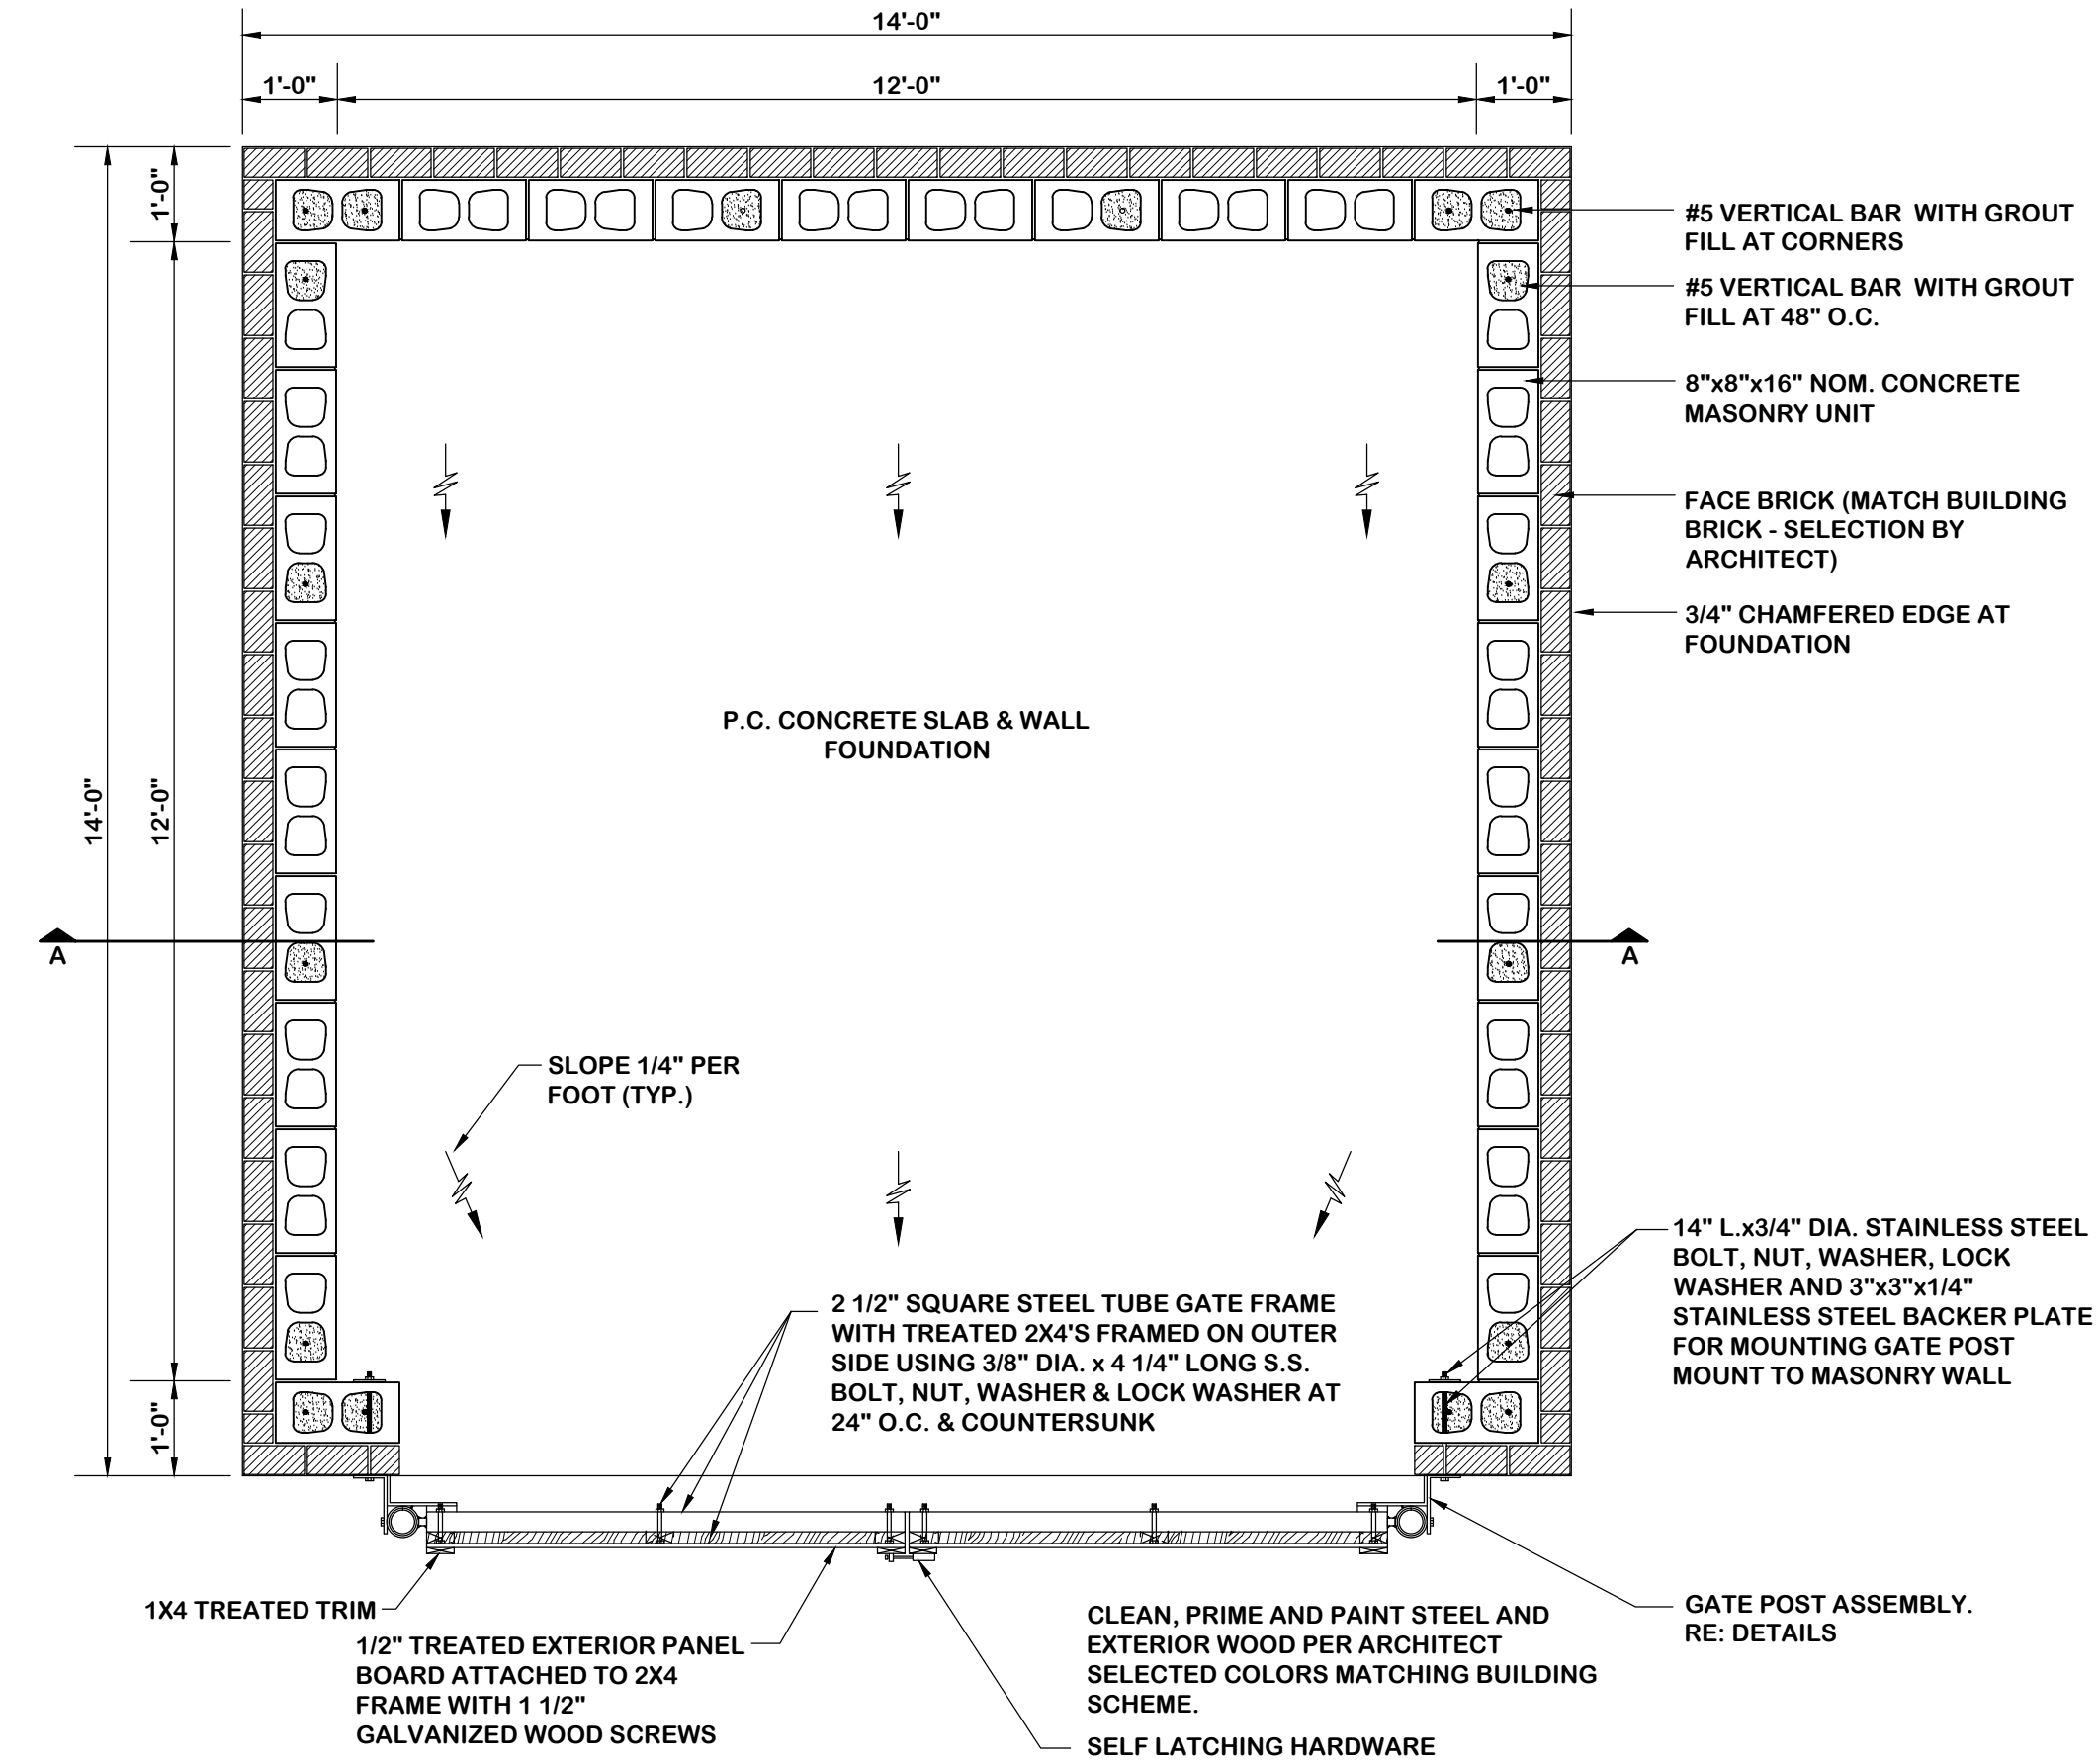 14'-0"
1'-0"
12'-0"
1'-0"
1'-0"
14'-0"
12'-0"
1'-0"
#5 VERTICAL BAR WITH GROUT
FILL AT CORNERS
#5 VERTICAL BAR WITH GROUT
FILL AT 48" O.C.
8"x8"x16" NOM. CONCRETE
MASONRY UNIT
FACE BRICK (MATCH BUILDING
BRICK - SELECTION BY
ARCHITECT)
3/4" CHAMFERED EDGE AT
FOUNDATION
P.C. CONCRETE SLAB & WALL
FOUNDATION
A
A
SLOPE 1/4" PER
FOOT (TYP.)
14" L.x3/4" DIA. STAINLESS STEEL
BOLT, NUT, WASHER, LOCK
WASHER AND 3"x3"x1/4"
STAINLESS STEEL BACKER PLATE
FOR MOUNTING GATE POST
MOUNT TO MASONRY WALL
2 1/2" SQUARE STEEL TUBE GATE FRAME
WITH TREATED 2X4'S FRAMED ON OUTER
SIDE USING 3/8" DIA. x 4 1/4" LONG S.S.
BOLT, NUT, WASHER & LOCK WASHER AT
24" O.C. & COUNTERSUNK
1X4 TREATED TRIM
1/2" TREATED EXTERIOR PANEL
BOARD ATTACHED TO 2X4
FRAME WITH 1 1/2"
GALVANIZED WOOD SCREWS
CLEAN, PRIME AND PAINT STEEL AND
EXTERIOR WOOD PER ARCHITECT
SELECTED COLORS MATCHING BUILDING
SCHEME.
SELF LATCHING HARDWARE
GATE POST ASSEMBLY.
RE: DETAILS